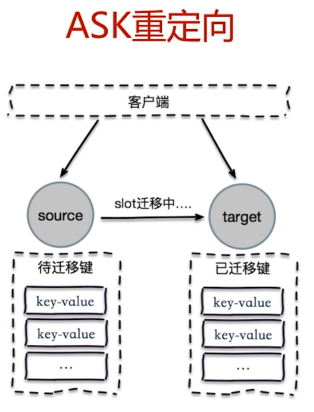 ASK重定向
客户端
source
slot迁移中....
target
待迁移键
已迁移键
key-value
key-value
key-value
key-value
...
...